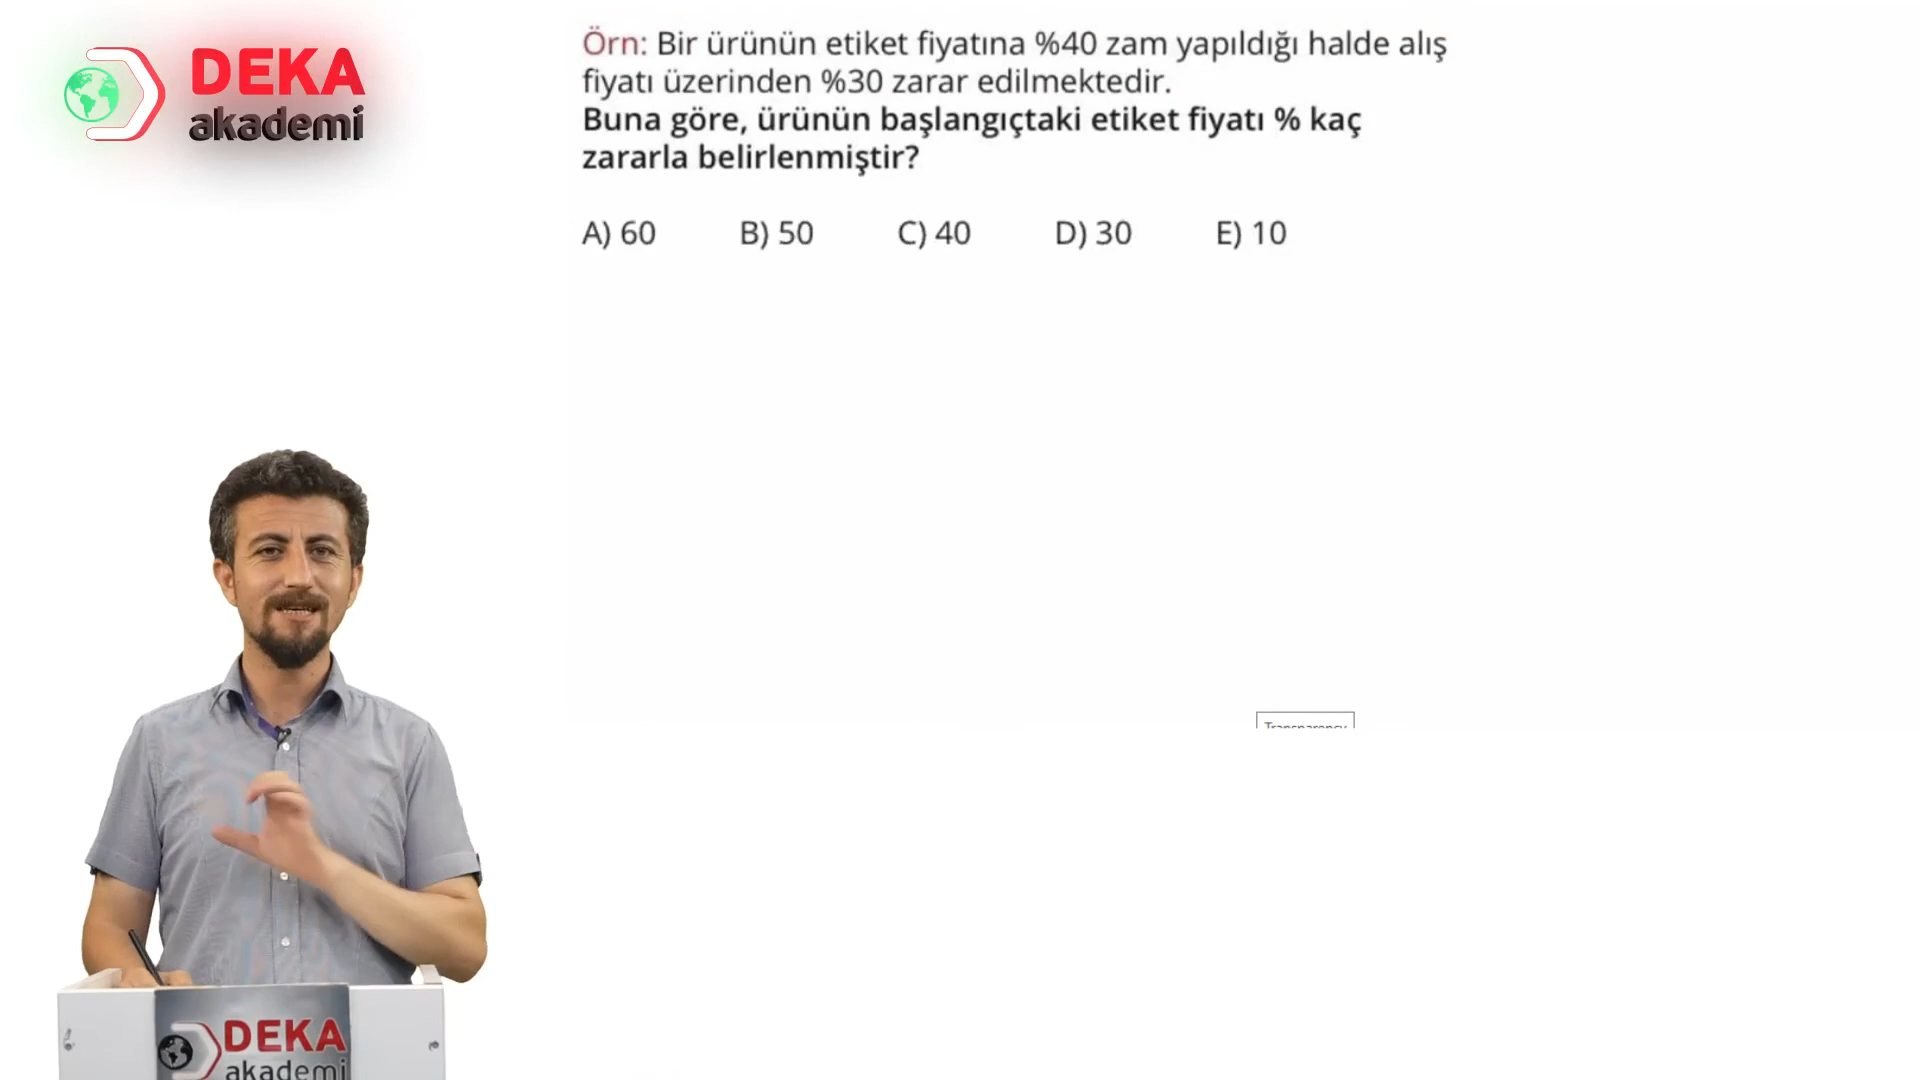 DEKA
akademi
Örn: Bir ürünün etiket fiyatına %40 zam yapıldığı halde alış
fiyatı üzerinden %30 zarar edilmektedir.
Buna göre, ürünün başlangıçtaki etiket fiyatı % kaç
zararla belirlenmiştir?
A) 60 B) 50 C) 40 D) 30 E) 10
Transparency
DEKA
akademi